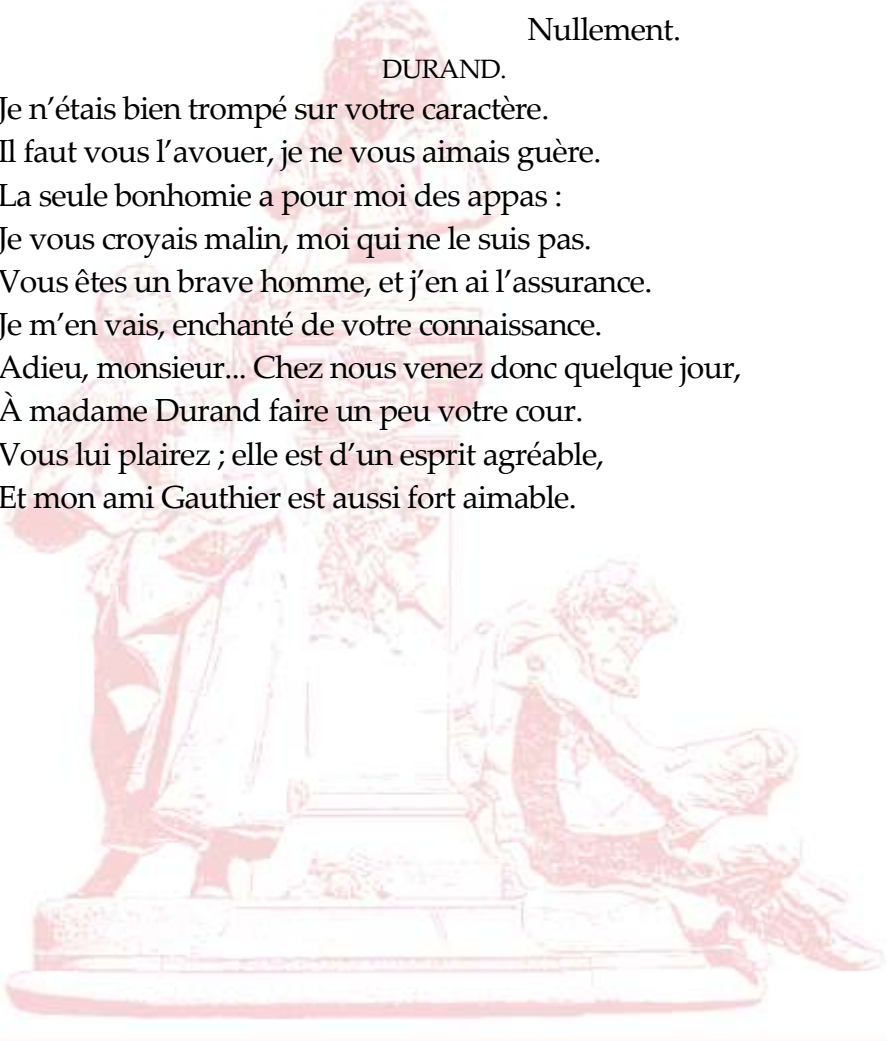 Nullement.
DURAND.
Je n’étais bien trompé sur votre caractère.
Il faut vous l’avouer, je ne vous aimais guère.
La seule bonhomie a pour moi des appas :
Je vous croyais malin, moi qui ne le suis pas.
Vous êtes un brave homme, et j’en ai l’assurance.
Je m’en vais, enchanté de votre connaissance.
Adieu, monsieur... Chez nous venez donc quelque jour,
À madame Durand faire un peu votre cour.
Vous lui plairez ; elle est d’un esprit agréable,
Et mon ami Gauthier est aussi fort aimable.